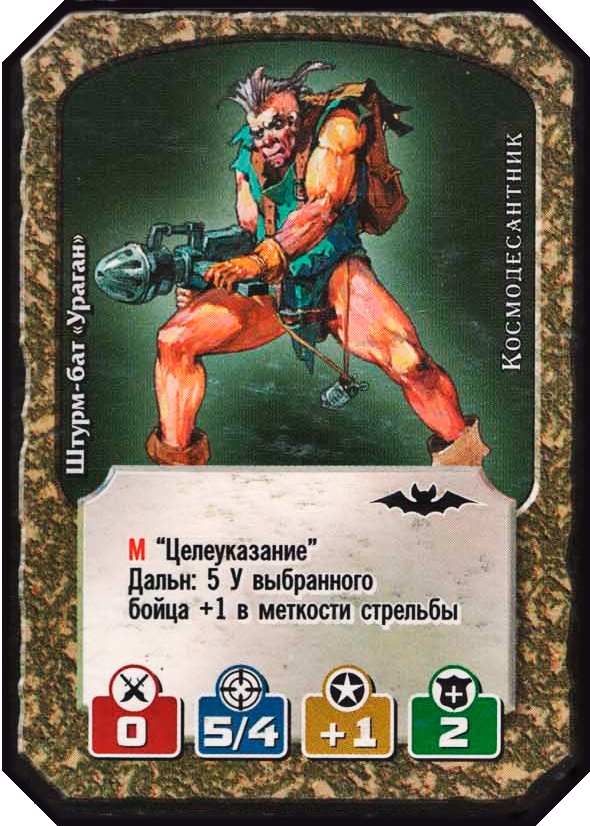 Штурм-бат «Ураган»
Космодесантник
М "Целеуказание"
Дальн: 5 У выбранного
бойца +1 в меткости стрельбы
0
5/4
+1
2